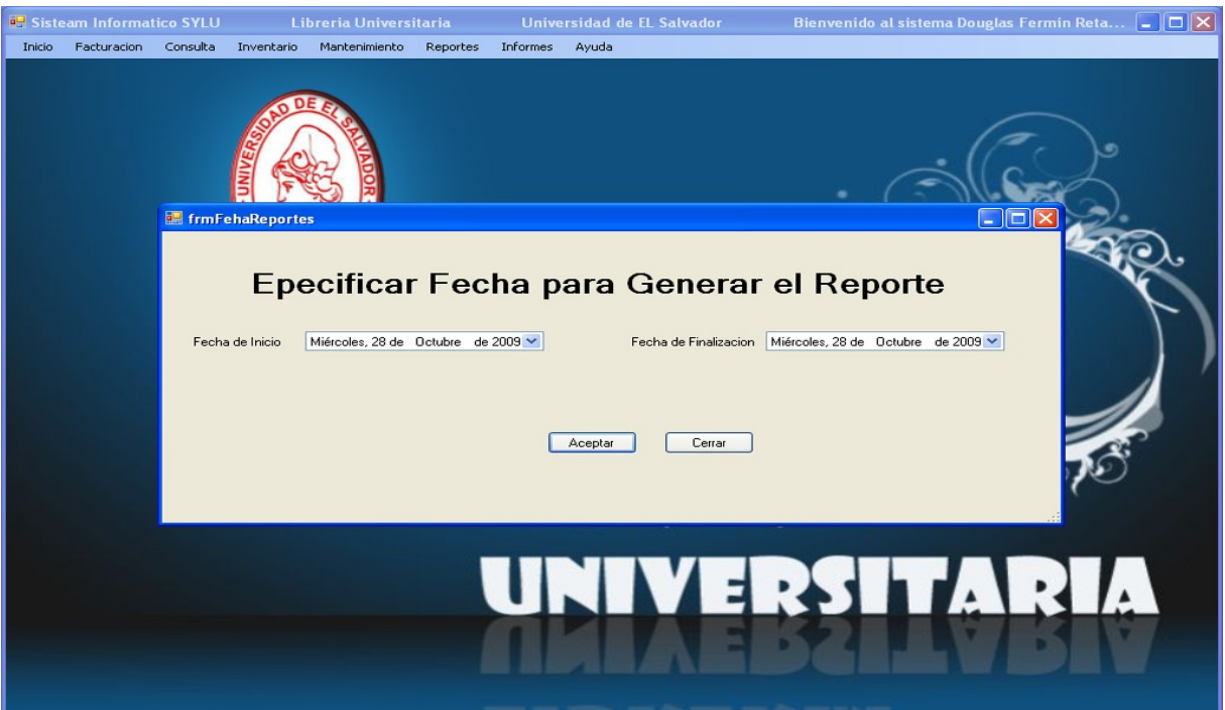 Sisteam Informatico SYLU Libreria Universitaria Universidad de EL Salvador Bienvenido al sistema Douglas Fermin Reta...
Inicio Facturacion Consulta Inventario Mantenimiento Reportes Informes Ayuda
UNIVERSIDAD DE EL SALVADOR
frmFehaReportes
Epecificar Fecha para Generar el Reporte
Fecha de Inicio Miércoles, 28 de Octubre de 2009 Fecha de Finalizacion Miércoles, 28 de Octubre de 2009
Aceptar Cerrar
UNIVERSITARIA